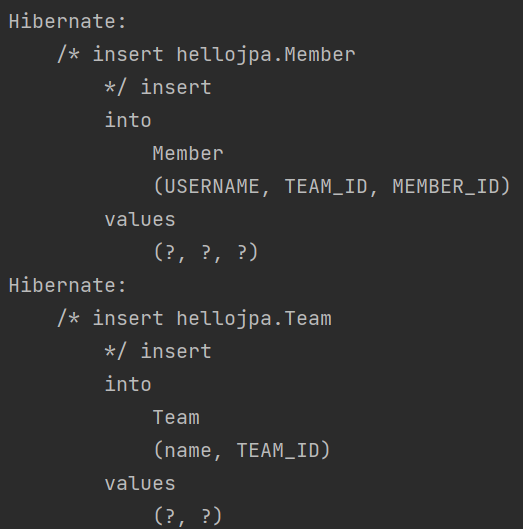 Hibernate:
    /* insert hellojpa.Member
        */ insert
        into
            Member
            (USERNAME, TEAM_ID, MEMBER_ID)
        values
            (?, ?, ?)
Hibernate:
    /* insert hellojpa.Team
        */ insert
        into
            Team
            (name, TEAM_ID)
        values
            (?, ?)